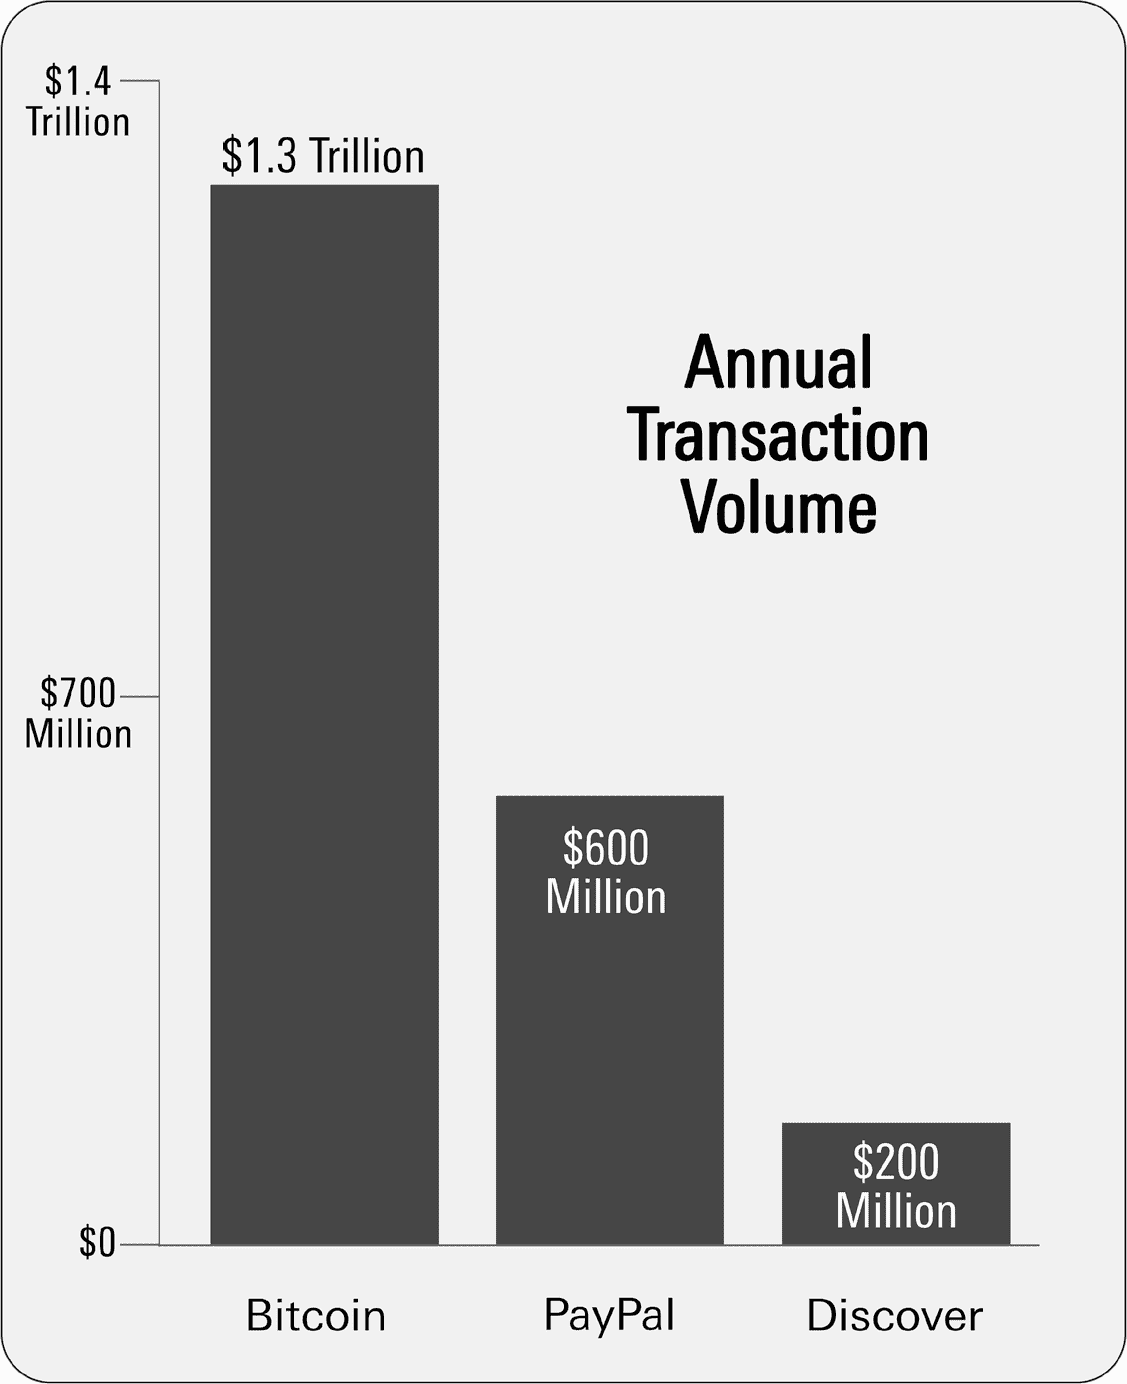 $1.4
Trillion
$1.3 Trillion
Annual
Transaction
Volume
$700
Million
$600
Million
$200
Million
$0
Bitcoin
PayPal
Discover